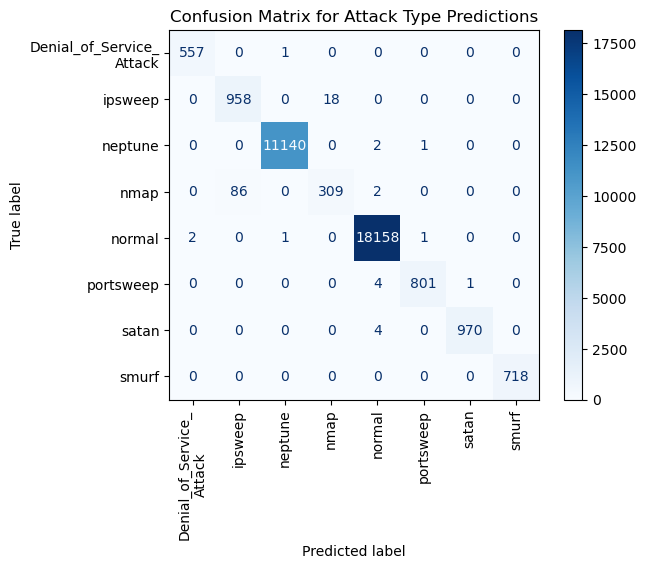 Confusion Matrix for Attack Type Predictions
Denial_of_Service_
Attack
557 0 1 0 0 0 0 0
ipsweep
0 958 0 18 0 0 0 0
neptune
0 0 11140 0 2 1 0 0
nmap
0 86 0 309 2 0 0 0
normal
2 0 1 0 18158 1 0 0
portsweep
0 0 0 0 4 801 1 0
satan
0 0 0 0 4 0 970 0
smurf
0 0 0 0 0 0 0 718
True label
Denial_of_Service_
Attack
ipsweep
neptune
nmap
normal
portsweep
satan
smurf
Predicted label
17500
15000
12500
10000
7500
5000
2500
0